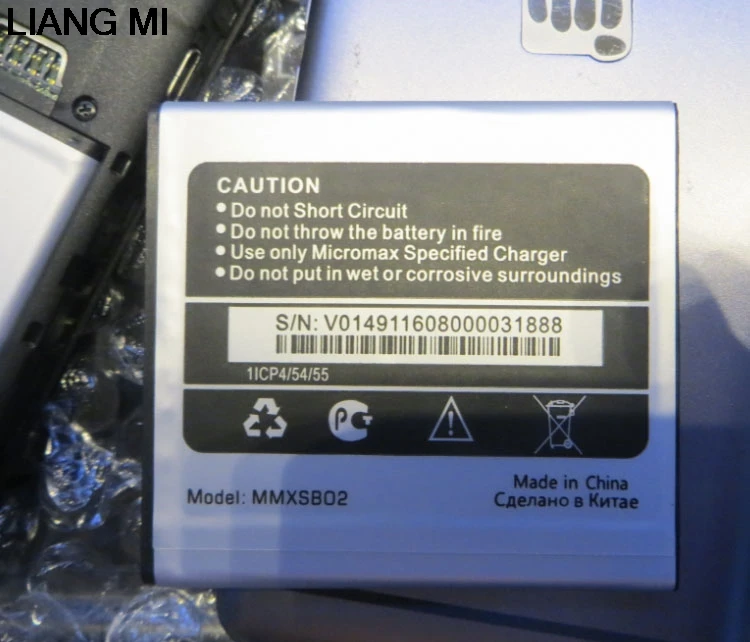 LIANG MI
CAUTION
• Do not Short Circuit
• Do not throw the battery in fire
• Use only Micromax Specified Charger
• Do not put in wet or corrosive surroundings
S/N: V014911608000031888
1ICP4/54/55
Model: MMXSB02
Made in China
Сделано в Китае